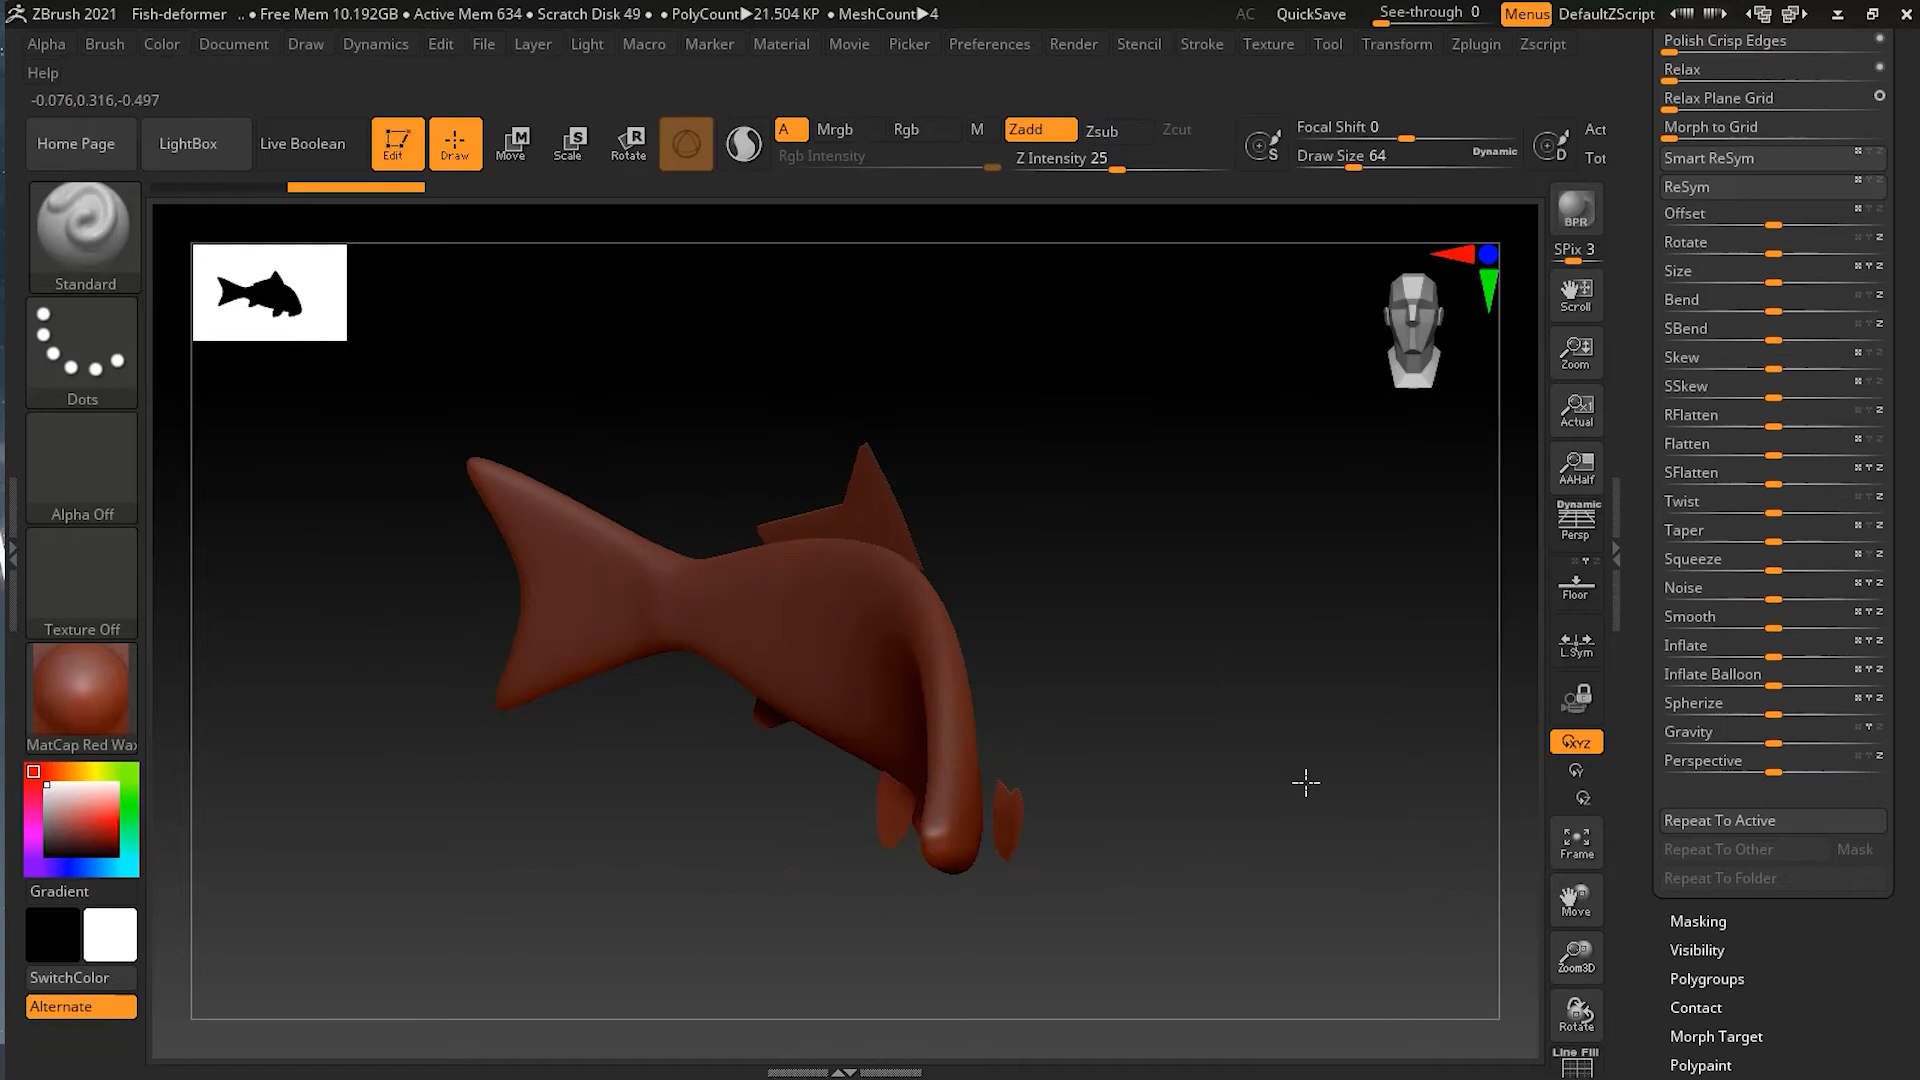 ZBrush 2021 Fish-deformer .. • Free Mem 10.192GB • Active Mem 634 • Scratch Disk 49 • • PolyCount▶21.504 KP • MeshCount▶4 AC QuickSave See-through 0 Menus DefaultZScript
Alpha Brush Color Document Draw Dynamics Edit File Layer Light Macro Marker Material Movie Picker Preferences Render Stencil Stroke Texture Tool Transform Zplugin Zscript
Help
-0.076,0.316,-0.497
Home Page LightBox Live Boolean Edit Draw Move Scale Rotate A Mrgb Rgb M Zadd Zsub Zcut
Rgb Intensity Z Intensity 25
Focal Shift 0
Draw Size 64 Dynamic
Act
Tot
M
S
R
S
D
Standard
Dots
Alpha Off
Texture Off
MatCap Red Wax
Gradient
SwitchColor
Alternate
BPR
SPix 3
Scroll
Zoom
Actual
AAHalf
Dynamic
Persp
Floor
L.Sym
XYZ
Y
Z
Frame
Move
Zoom3D
Rotate
Line Fill
Polish Crisp Edges
Relax
Relax Plane Grid
Morph to Grid
Smart ReSym
ReSym
Offset
Rotate
Size
Bend
SBend
Skew
SSkew
RFlatten
Flatten
SFlatten
Twist
Taper
Squeeze
Noise
Smooth
Inflate
Inflate Balloon
Spherize
Gravity
Perspective
Repeat To Active
Repeat To Other Mask
Repeat To Folder
Masking
Visibility
Polygroups
Contact
Morph Target
Polypaint